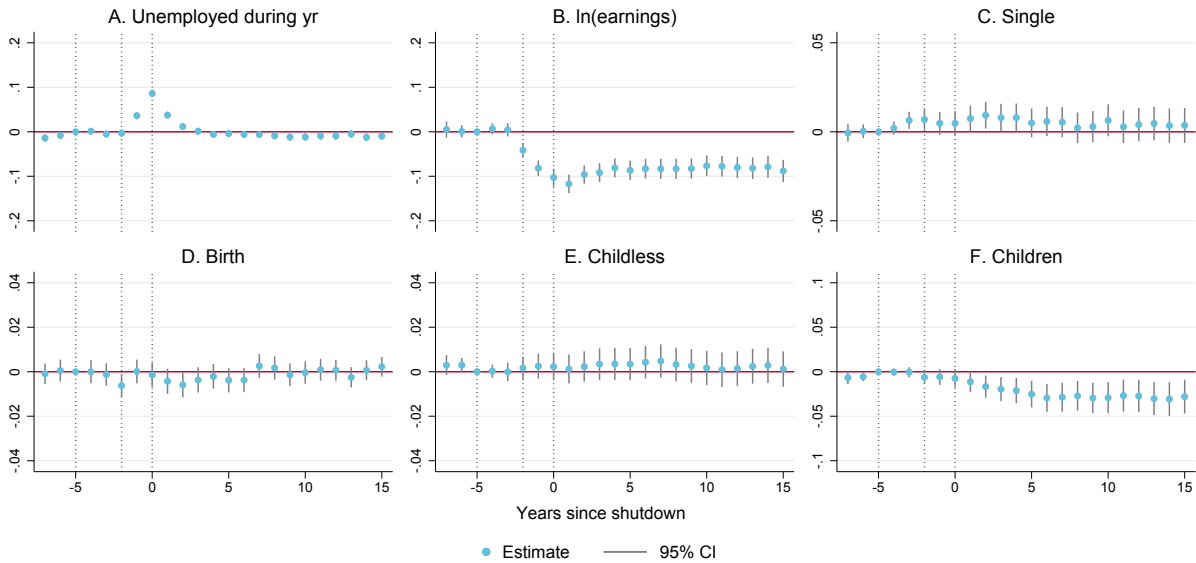 A. Unemployed during yr
B. ln(earnings)
C. Single
.2
.1
0
-.1
-.2
.2
.1
0
-.1
-.2
.05
0
-.05
D. Birth
E. Childless
F. Children
.04
.02
0
-.02
-.04
.04
.02
0
-.02
-.04
.1
.05
0
-.05
-.1
-5 0 5 10 15
-5 0 5 10 15
-5 0 5 10 15
Years since shutdown
Estimate 95% CI